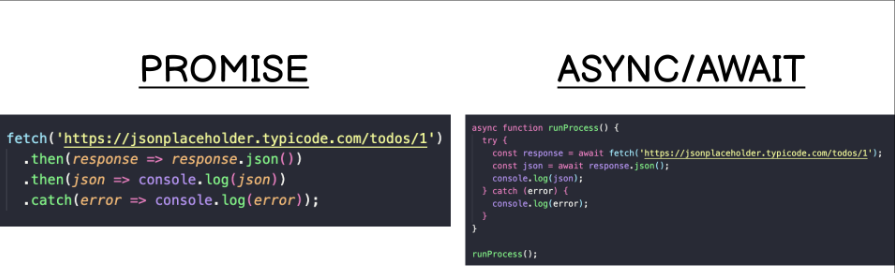 PROMISE
fetch('https://jsonplaceholder.typicode.com/todos/1')
  .then(response => response.json())
  .then(json => console.log(json))
  .catch(error => console.log(error));
ASYNC/AWAIT
async function runProcess() {
  try {
    const response = await fetch('https://jsonplaceholder.typicode.com/todos/1');
    const json = await response.json();
    console.log(json);
  } catch (error) {
    console.log(error);
  }
}

runProcess();